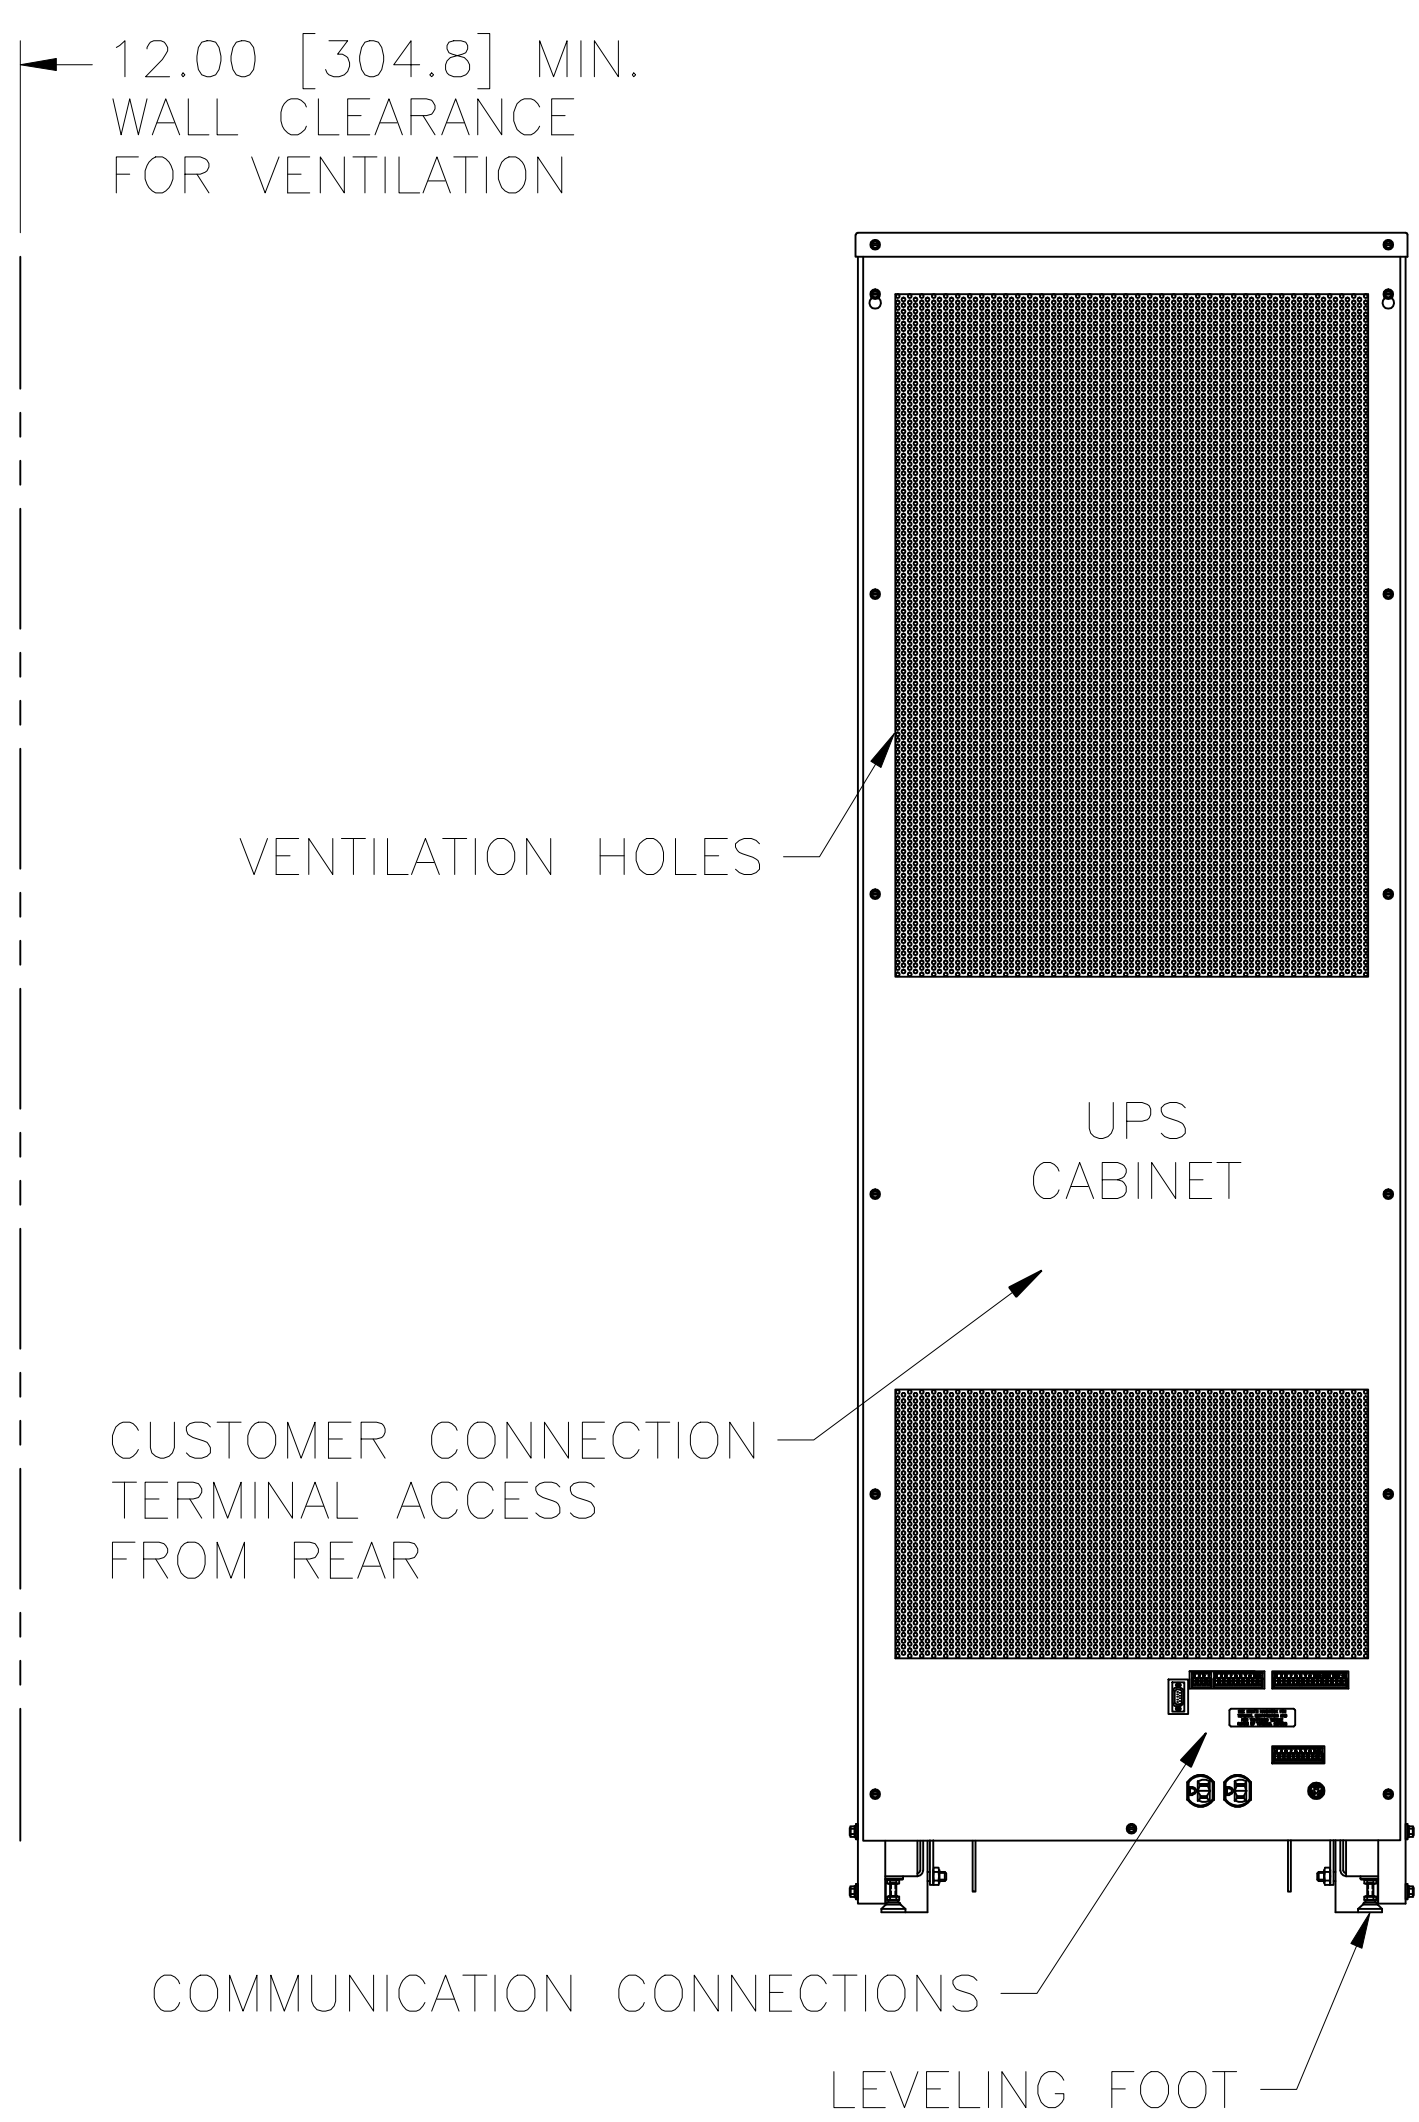 12.00 [304.8] MIN.
WALL CLEARANCE
FOR VENTILATION
VENTILATION HOLES
UPS
CABINET
CUSTOMER CONNECTION
TERMINAL ACCESS
FROM REAR
COMMUNICATION CONNECTIONS
LEVELING FOOT